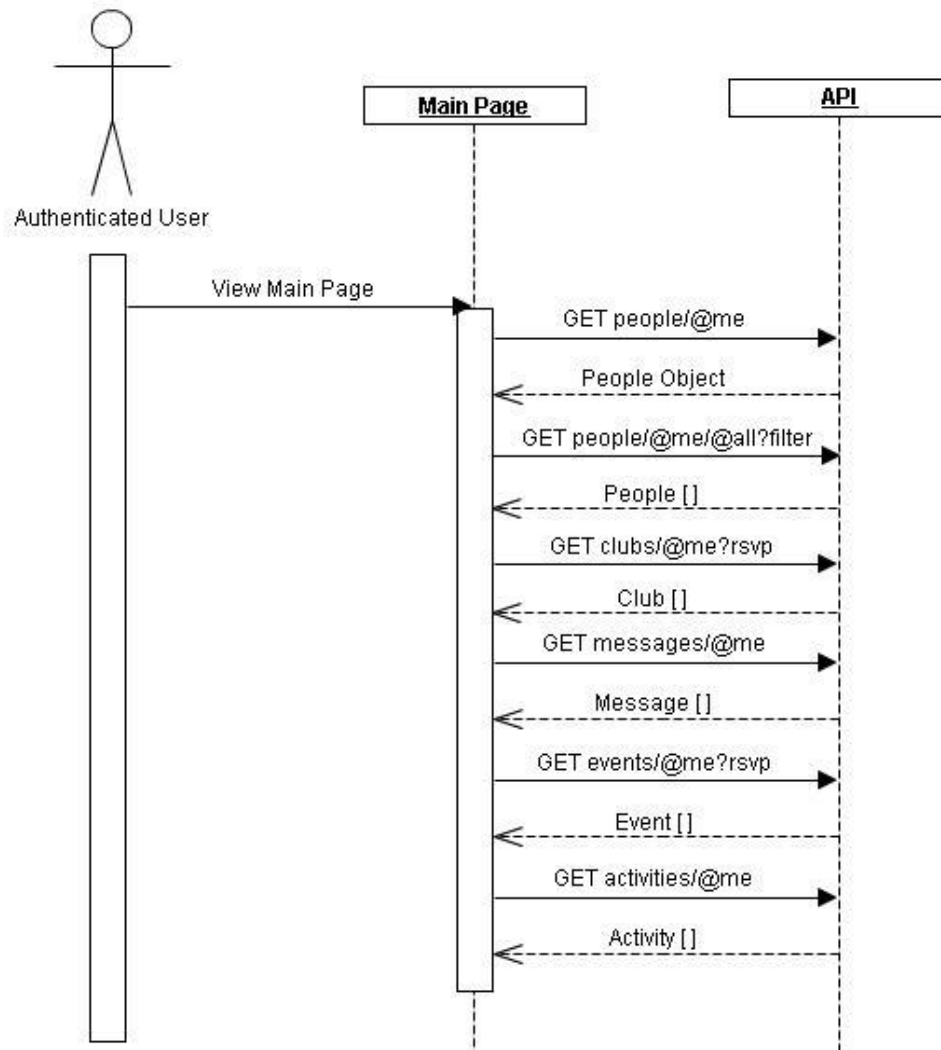 Main Page
API
Authenticated User
View Main Page
GET people/@me
People Object
GET people/@me/@all?filter
People [ ]
GET clubs/@me?rsvp
Club [ ]
GET messages/@me
Message [ ]
GET events/@me?rsvp
Event [ ]
GET activities/@me
Activity [ ]